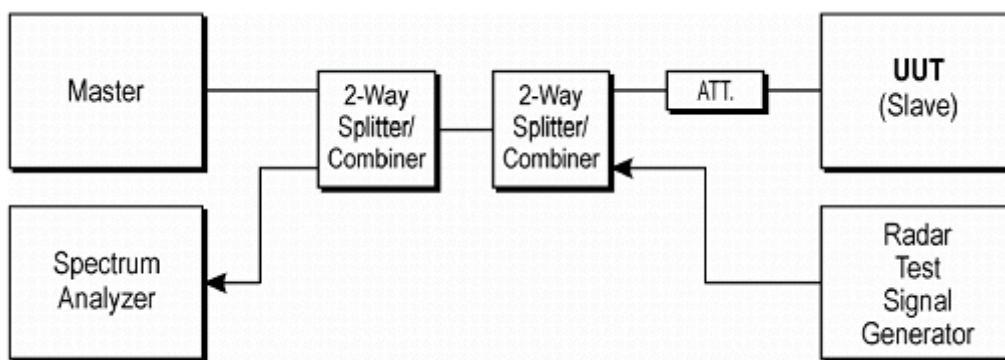 Master
2-Way
Splitter/
Combiner
2-Way
Splitter/
Combiner
ATT.
UUT
(Slave)
Spectrum
Analyzer
Radar
Test
Signal
Generator